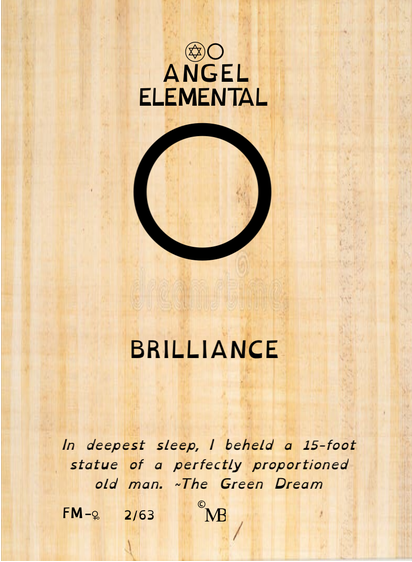 ANGEL
ELEMENTAL
dreamstime
BRILLIANCE
In deepest sleep, I beheld a 15-foot
statue of a perfectly proportioned
old man. ~The Green Dream
FM-♀ 2/63 © MB